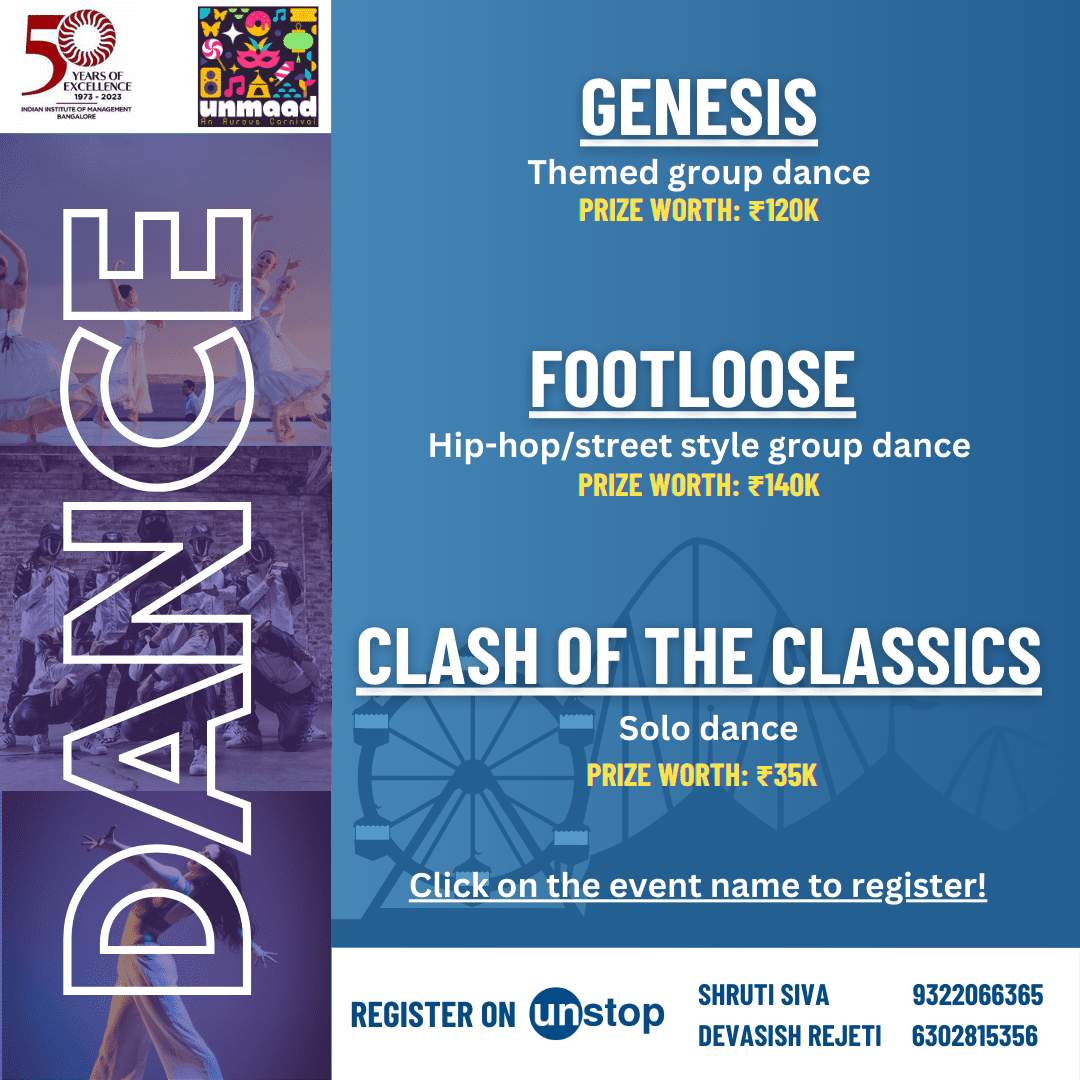 50
YEARS OF
EXCELLENCE
1973 - 2023
INDIAN INSTITUTE OF MANAGEMENT
BANGALORE
unmaad
An Aurous Carnival
DANCE
GENESIS
Themed group dance
PRIZE WORTH: ₹120K
FOOTLOOSE
Hip-hop/street style group dance
PRIZE WORTH: ₹140K
CLASH OF THE CLASSICS
Solo dance
PRIZE WORTH: ₹35K
Click on the event name to register!
REGISTER ON unstop
SHRUTI SIVA 9322066365
DEVASISH REJETI 6302815356